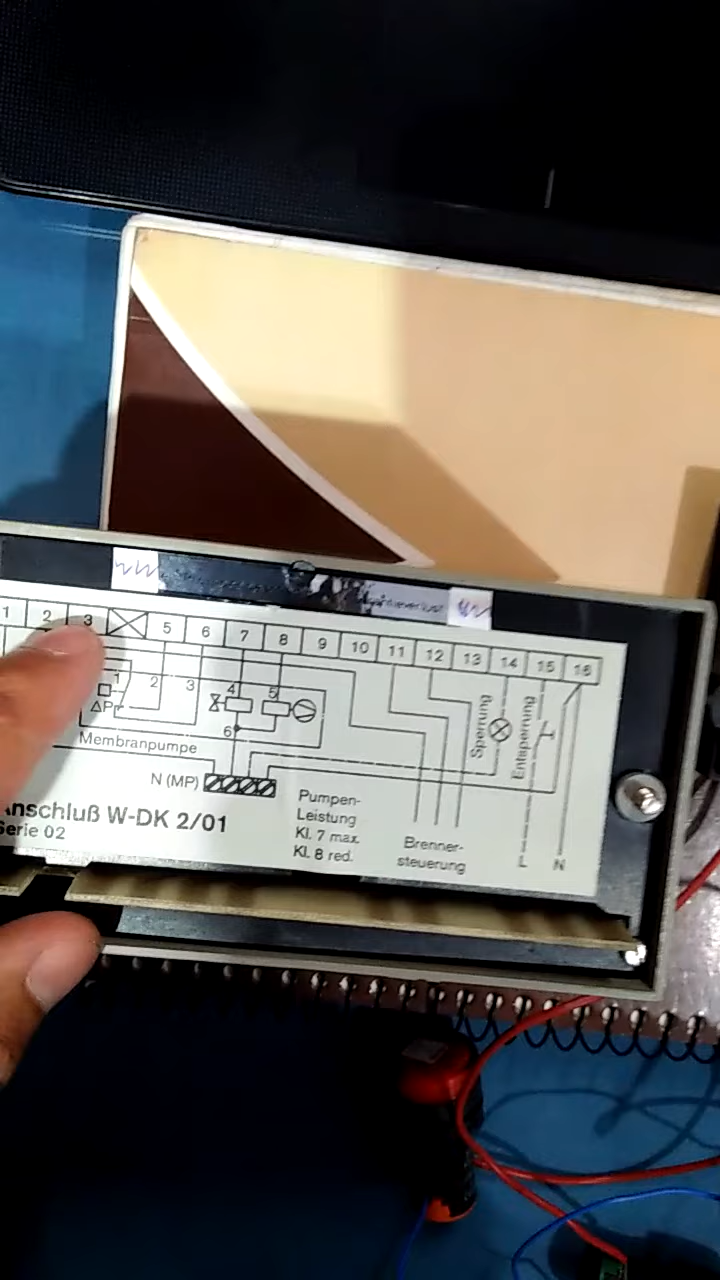 1 2 3 5 6 7 8 9 10 11 12 13 14 15 16
1 2 3 4 5
ΔP
6
Membranpumpe
N (MP)
Sperrung
Entsperrung
Anschluß W-DK 2/01
Serie 02
Pumpen-
Leistung
Kl. 7 max.
Kl. 8 red.
Brenner-
steuerung
L N